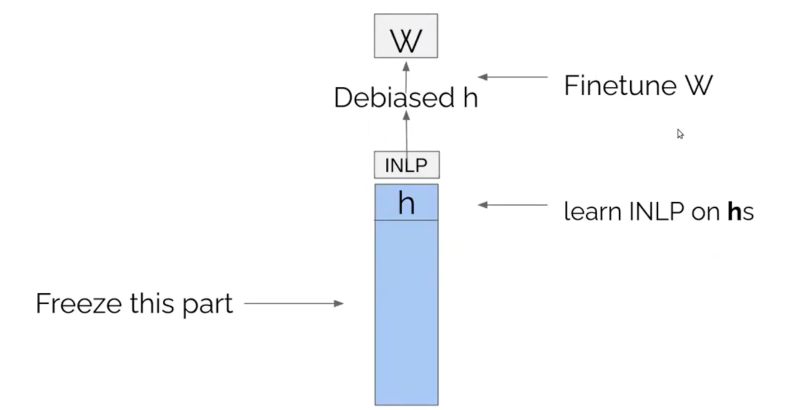 W
Debiased h
Finetune W
INLP
h
learn INLP on hs
Freeze this part